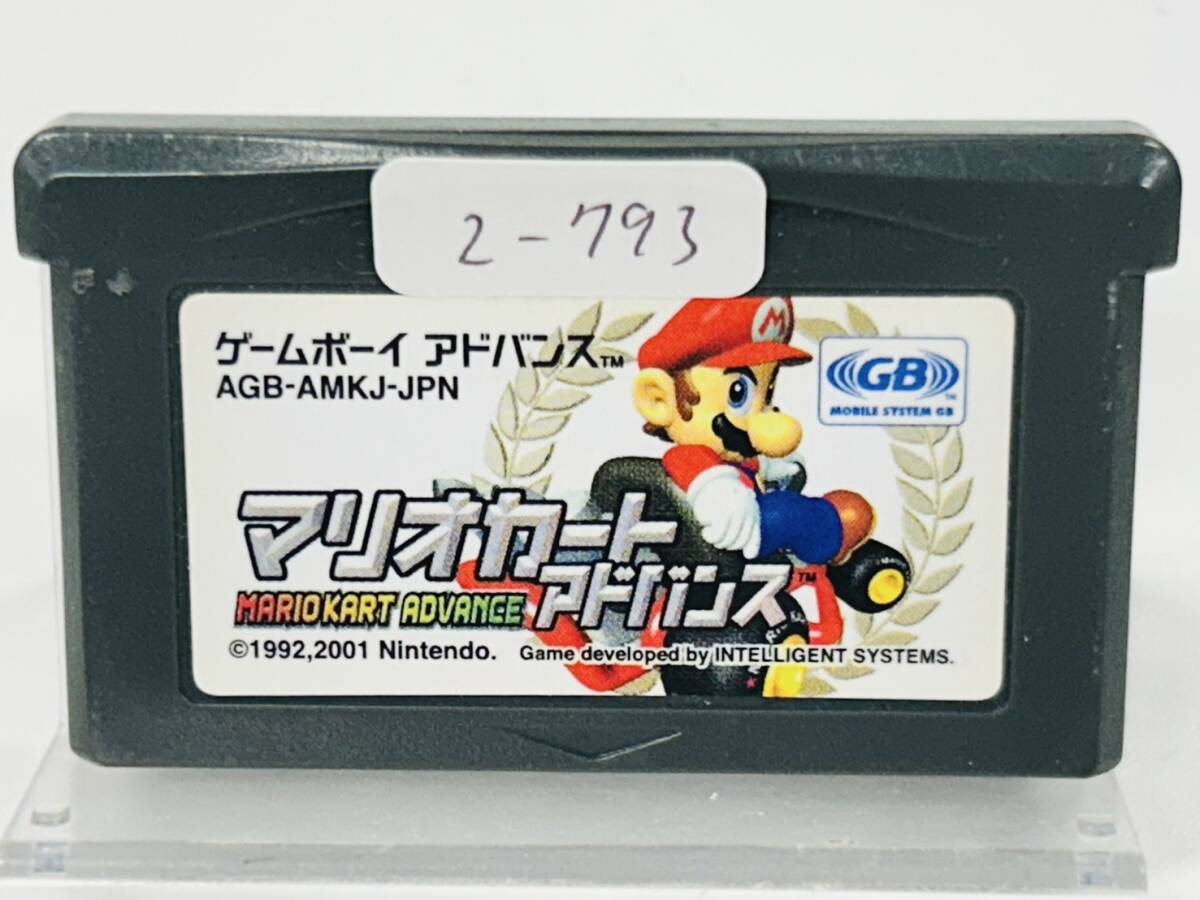 2-793
ゲームボーイ アドバンス™
AGB-AMKJ-JPN
M
GB™
MOBILE SYSTEM GB
マリオカート
アドバンス™
MARIO KART ADVANCE
©1992,2001 Nintendo.
Game developed by INTELLIGENT SYSTEMS.